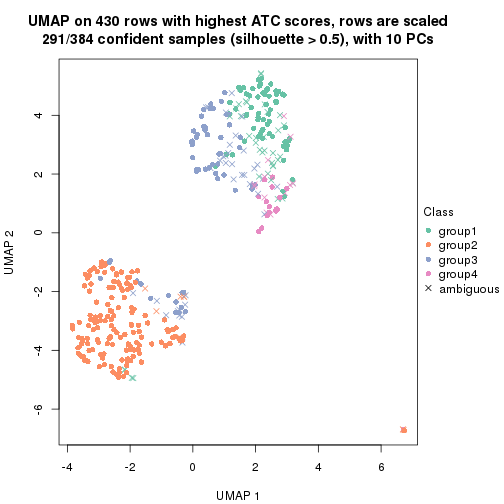 UMAP on 430 rows with highest ATC scores, rows are scaled
291/384 confident samples (silhouette > 0.5), with 10 PCs
4
2
0
-2
-4
-6
UMAP 2
-4
-2
0
2
4
6
UMAP 1
Class
group1
group2
group3
group4
ambiguous